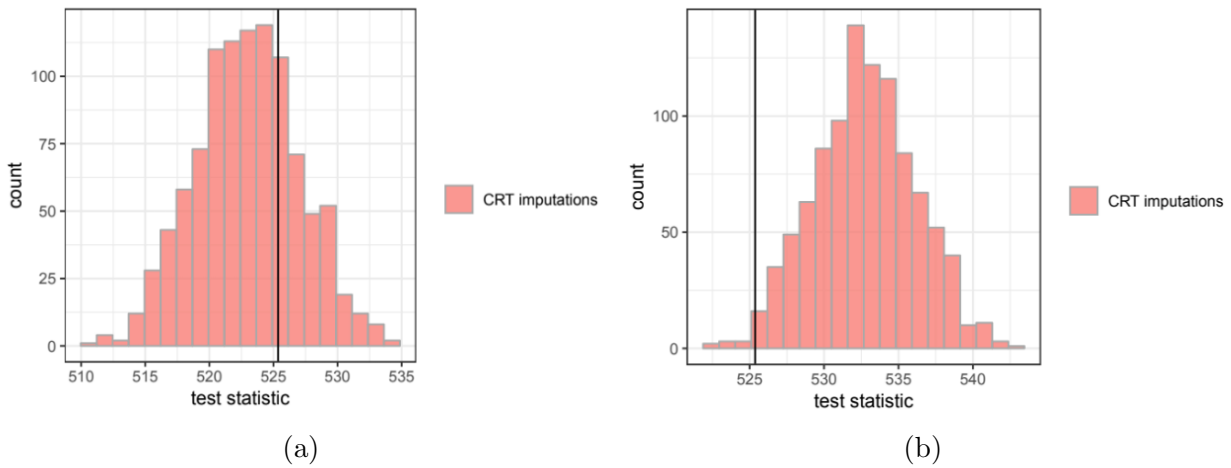 100
75
50
25
0
count
510 515 520 525 530 535
test statistic
CRT imputations
(a)
100
50
0
count
525 530 535 540
test statistic
CRT imputations
(b)